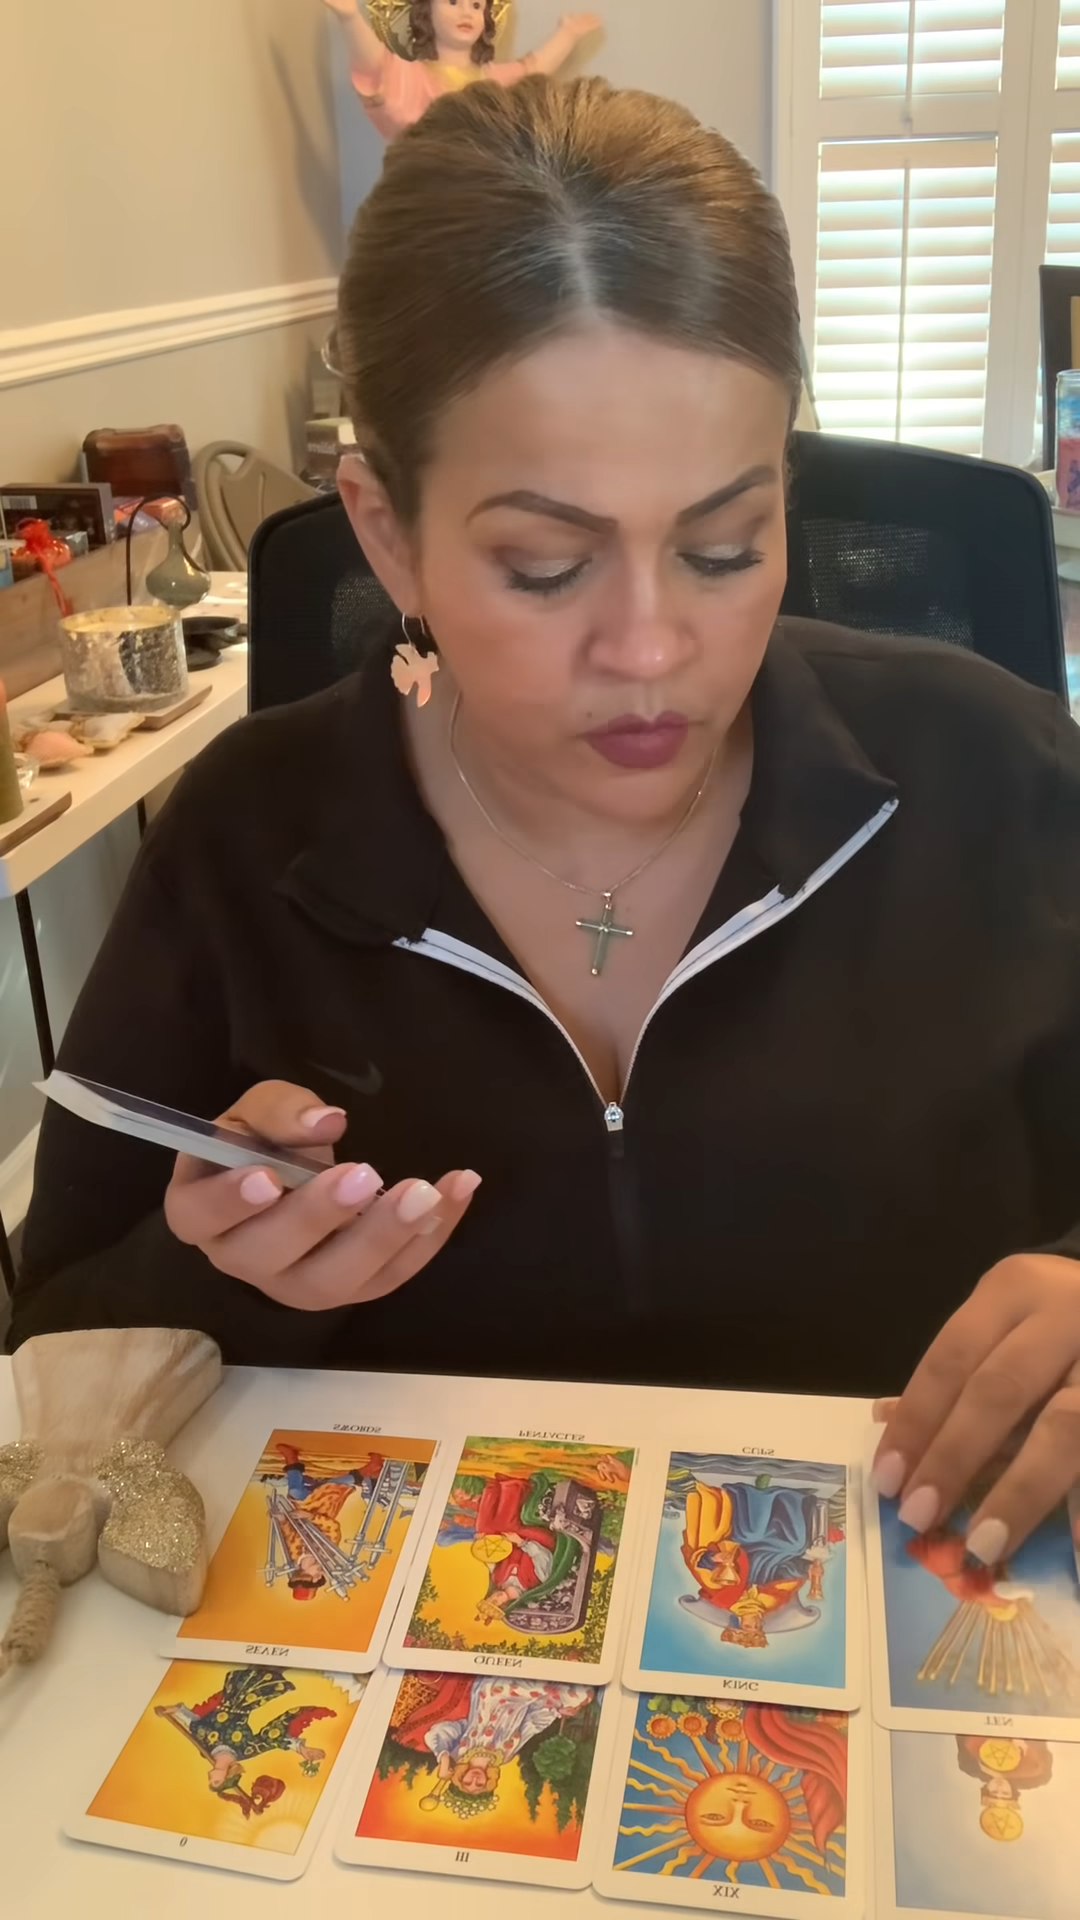 SWORDS
PENTACLES
CUPS
SEVEN
QUEEN
KING
TEN
0
III
XIX